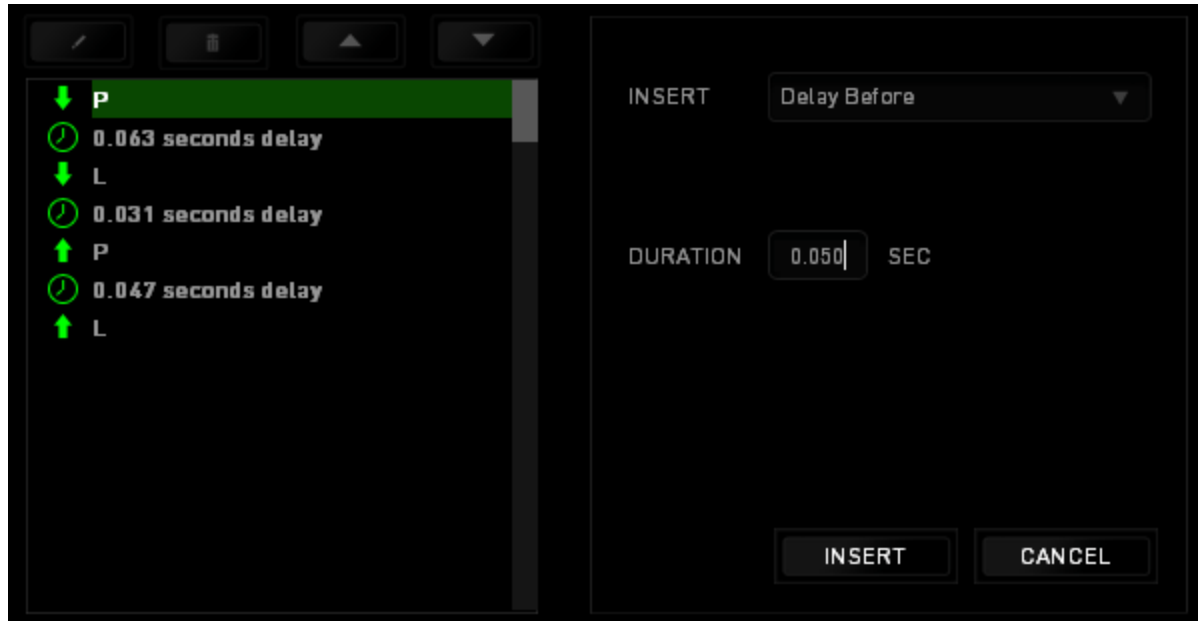 P
0.063 seconds delay
L
0.031 seconds delay
P
0.047 seconds delay
L
INSERT Delay Before
DURATION 0.050 SEC
INSERT CANCEL